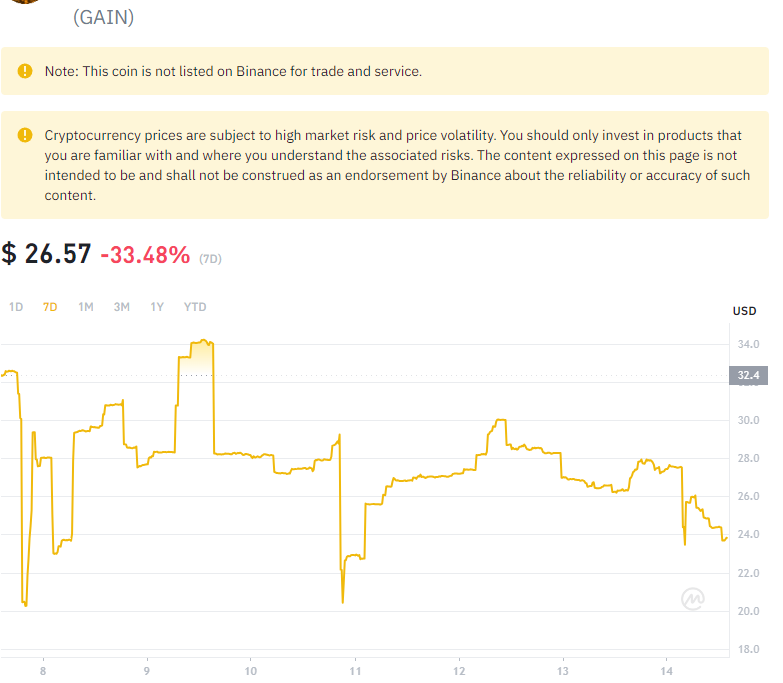 (GAIN)
Note: This coin is not listed on Binance for trade and service.
Cryptocurrency prices are subject to high market risk and price volatility. You should only invest in products that
you are familiar with and where you understand the associated risks. The content expressed on this page is not
intended to be and shall not be construed as an endorsement by Binance about the reliability or accuracy of such
content.
$ 26.57 -33.48% (7D)
1D 7D 1M 3M 1Y YTD
USD
34.0
32.4
30.0
28.0
26.0
24.0
22.0
20.0
18.0
8 9 10 11 12 13 14